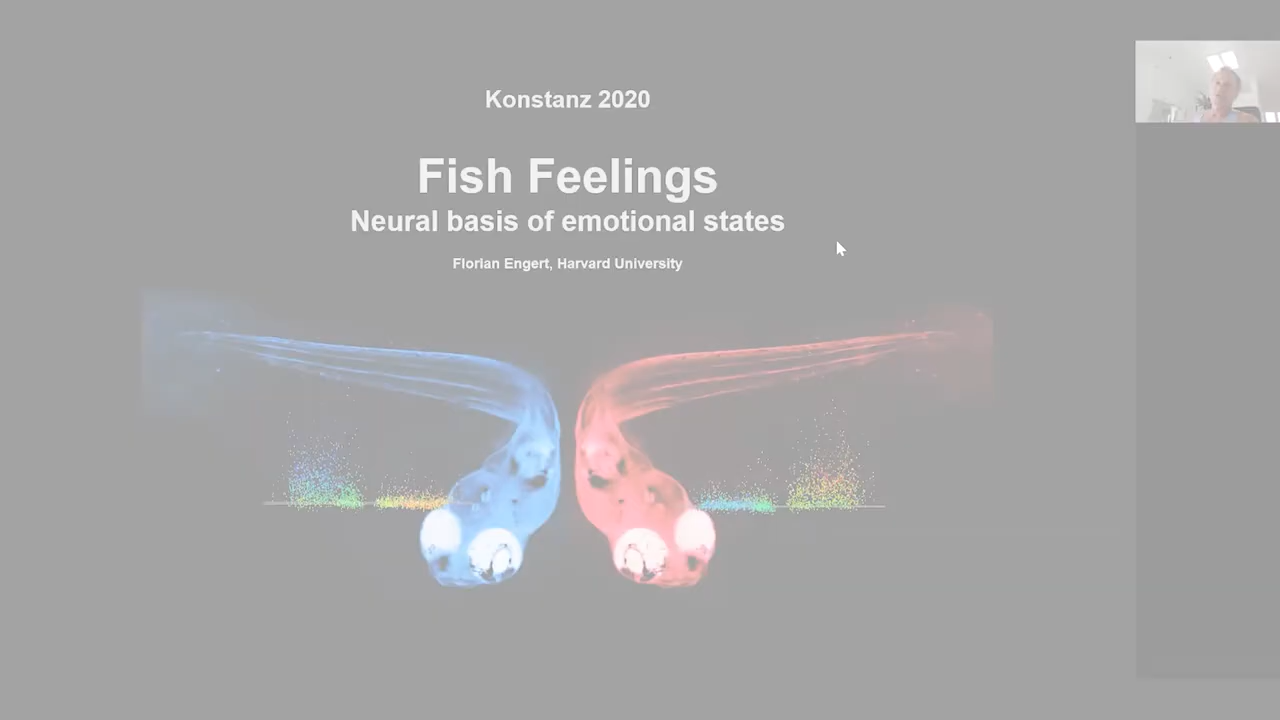 Konstanz 2020
Fish Feelings
Neural basis of emotional states
Florian Engert, Harvard University